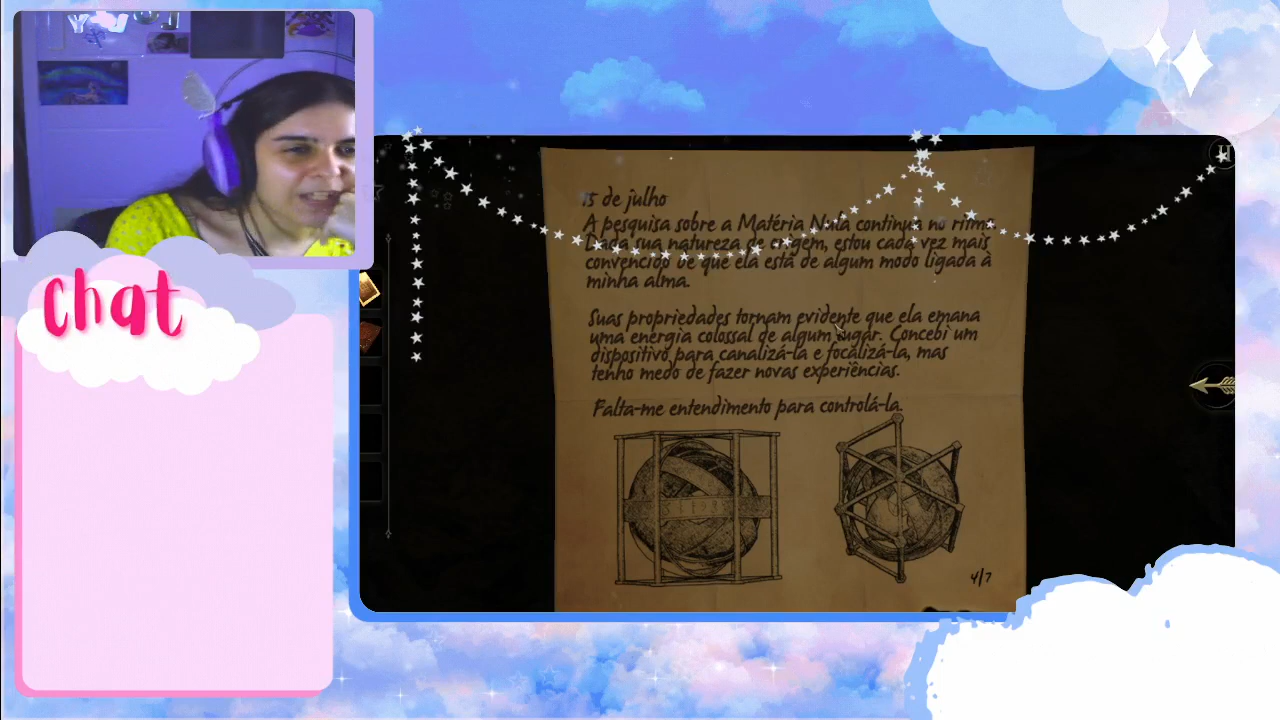 Chat
15 de julho
A pesquisa sobre a Matéria Nula continua no ritmo.
Dada sua natureza de origem, estou cada vez mais
convencido de que ela está de algum modo ligada à
minha alma.
Suas propriedades tornam evidente que ela emana
uma energia colossal de algum lugar. Concebi um
dispositivo para canalizá-la e focalizá-la, mas
tenho medo de fazer novas experiências.
Falta-me entendimento para controlá-la.
4/7